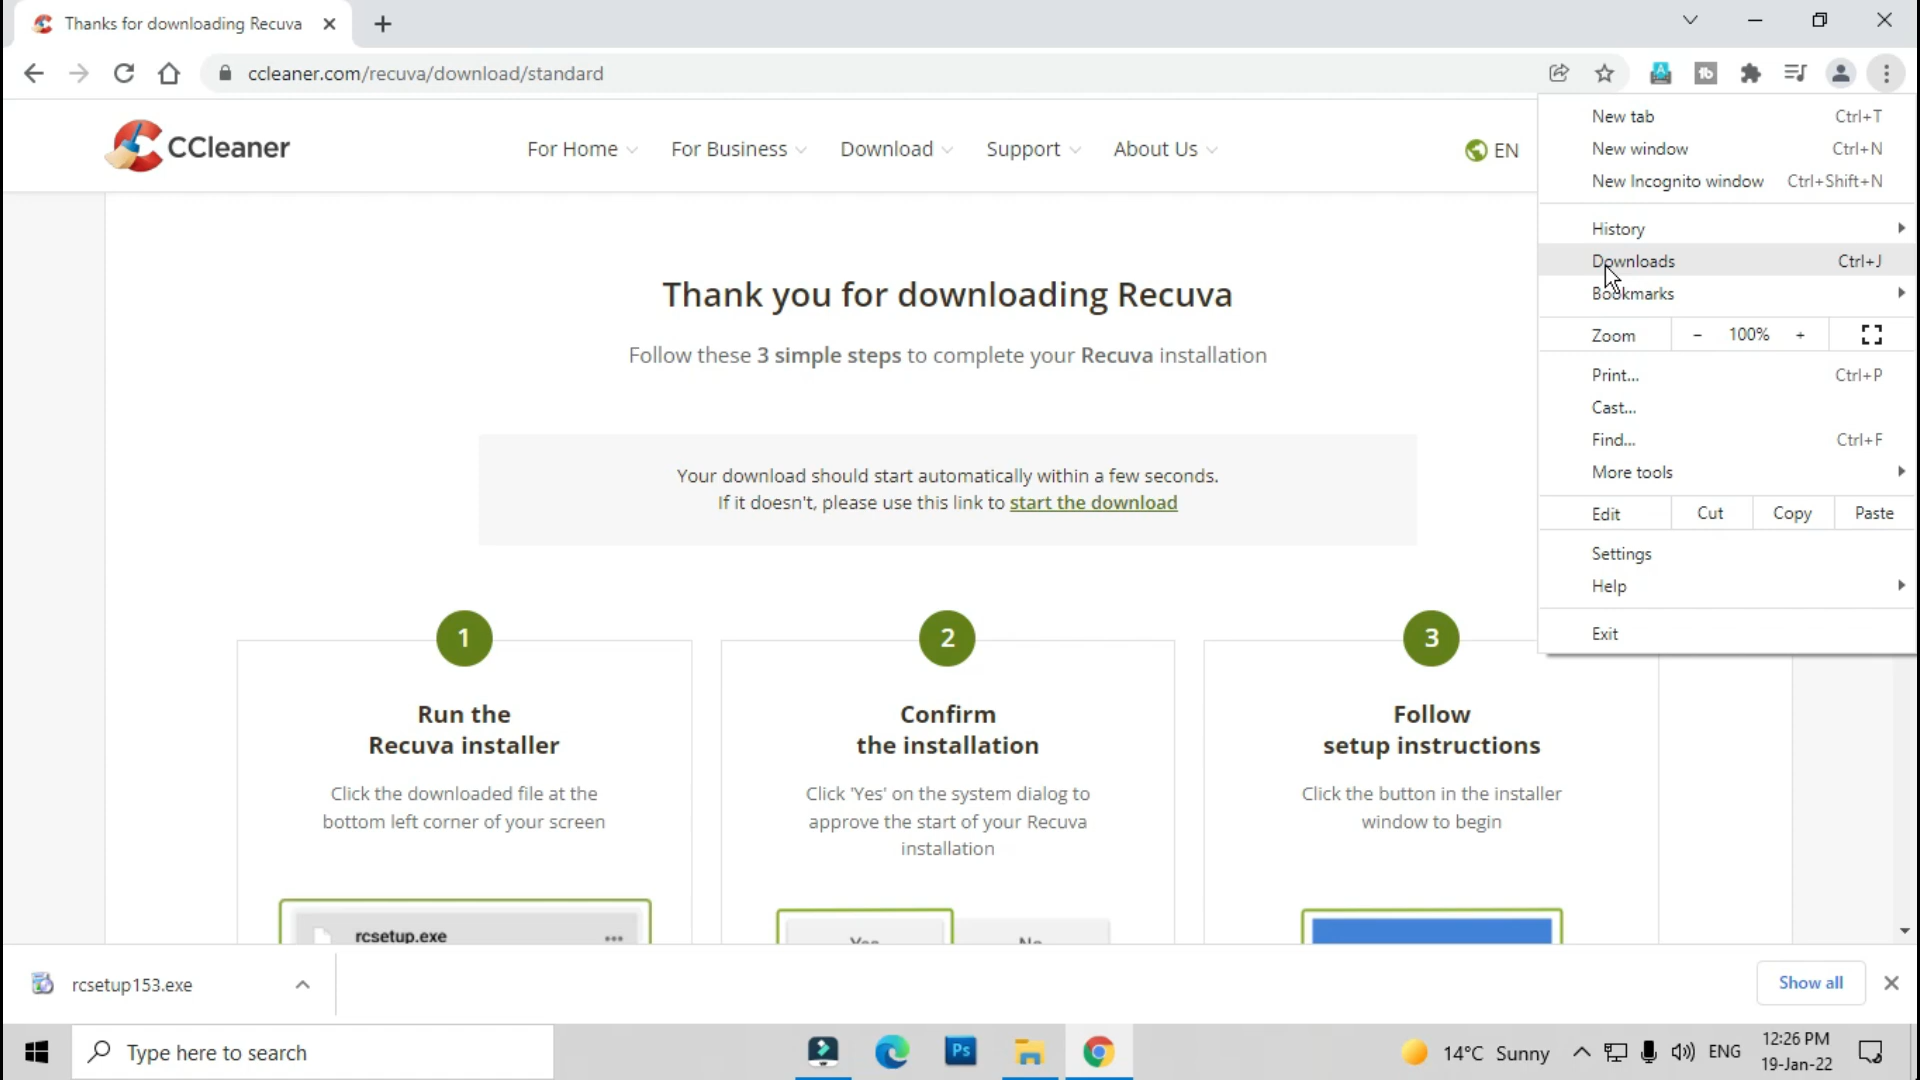 Thanks for downloading Recuva
ccleaner.com/recuva/download/standard
CCleaner
For Home
For Business
Download
Support
About Us
EN
New tab Ctrl+T
New window Ctrl+N
New Incognito window Ctrl+Shift+N
History
Downloads Ctrl+J
Bookmarks
Zoom - 100% +
Print... Ctrl+P
Cast...
Find... Ctrl+F
More tools
Edit Cut Copy Paste
Settings
Help
Exit
Thank you for downloading Recuva
Follow these 3 simple steps to complete your Recuva installation
Your download should start automatically within a few seconds.
If it doesn't, please use this link to start the download
1
Run the
Recuva installer
Click the downloaded file at the
bottom left corner of your screen
rcsetup.exe
2
Confirm
the installation
Click 'Yes' on the system dialog to
approve the start of your Recuva
installation
Yes No
3
Follow
setup instructions
Click the button in the installer
window to begin
rcsetup153.exe
Show all
Type here to search
Ps
14°C Sunny
ENG
12:26 PM
19-Jan-22